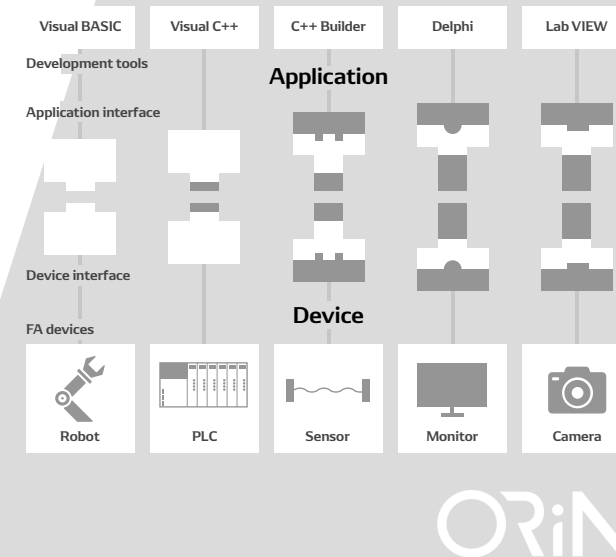 Visual BASIC Visual C++ C++ Builder Delphi Lab VIEW
Development tools
Application
Application interface
Device interface
Device
FA devices
Robot PLC Sensor Monitor Camera
ORiN